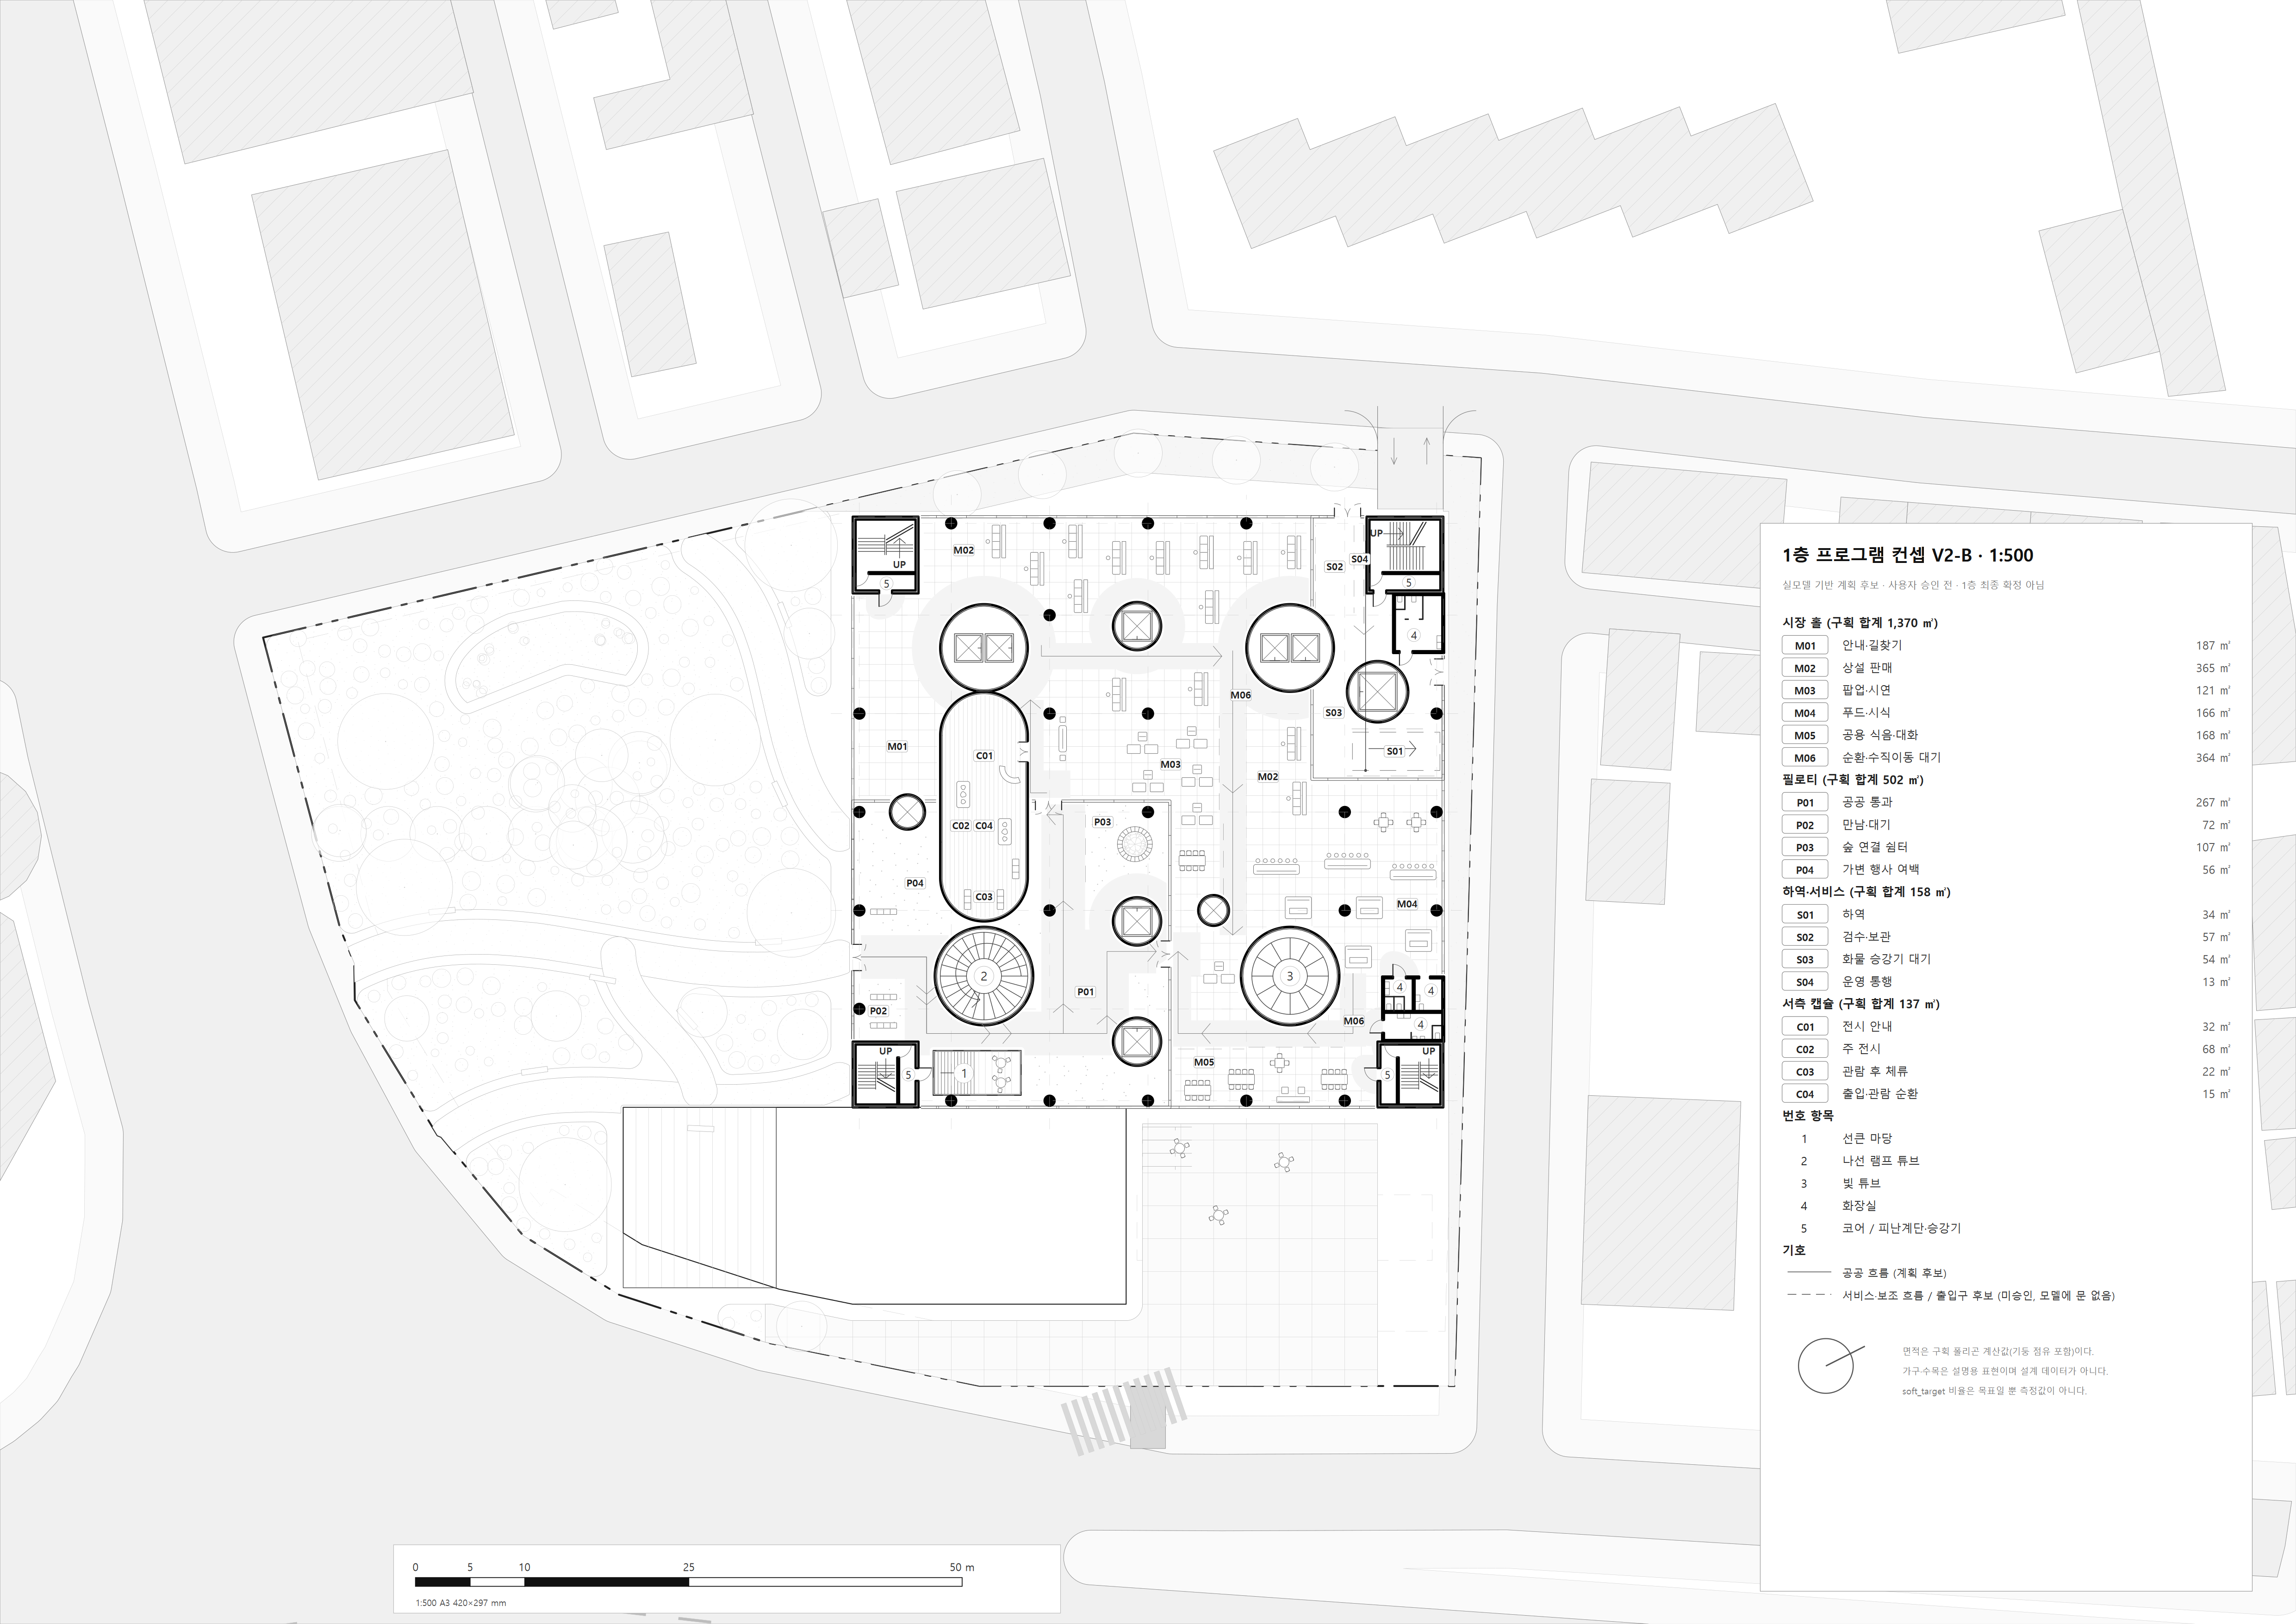 UP
UP
M02
S04
S02
5
5
4
M06
S03
M01
C01
S01
M03
M02
P03
C02 C04
P04
C03
M04
2
3
P01
4
4
P02
M06
4
UP
M05
UP
5
1
5
1층 프로그램 컨셉 V2-B · 1:500
실모델 기반 계획 후보 · 사용자 승인 전 · 1층 최종 확정 아님
시장 홀 (구획 합계 1,370 ㎡)
M01 안내·길찾기 187 ㎡
M02 상설 판매 365 ㎡
M03 팝업·시연 121 ㎡
M04 푸드·시식 166 ㎡
M05 공용 식음·대화 168 ㎡
M06 순환·수직이동 대기 364 ㎡
필로티 (구획 합계 502 ㎡)
P01 공공 통과 267 ㎡
P02 만남·대기 72 ㎡
P03 숲 연결 쉼터 107 ㎡
P04 가변 행사 여백 56 ㎡
하역·서비스 (구획 합계 158 ㎡)
S01 하역 34 ㎡
S02 검수·보관 57 ㎡
S03 화물 승강기 대기 54 ㎡
S04 운영 통행 13 ㎡
서측 캡슐 (구획 합계 137 ㎡)
C01 전시 안내 32 ㎡
C02 주 전시 68 ㎡
C03 관람 후 체류 22 ㎡
C04 출입·관람 순환 15 ㎡
번호 항목
1 선큰 마당
2 나선 램프 튜브
3 빛 튜브
4 화장실
5 코어 / 피난계단·승강기
기호
공공 흐름 (계획 후보)
서비스·보조 흐름 / 출입구 후보 (미승인, 모델에 문 없음)
면적은 구획 폴리곤 계산값(기둥 점유 포함)이다.
가구·수목은 설명용 표현이며 설계 데이터가 아니다.
soft_target 비율은 목표일 뿐 측정값이 아니다.
0 5 10 25 50 m
1:500 A3 420×297 mm